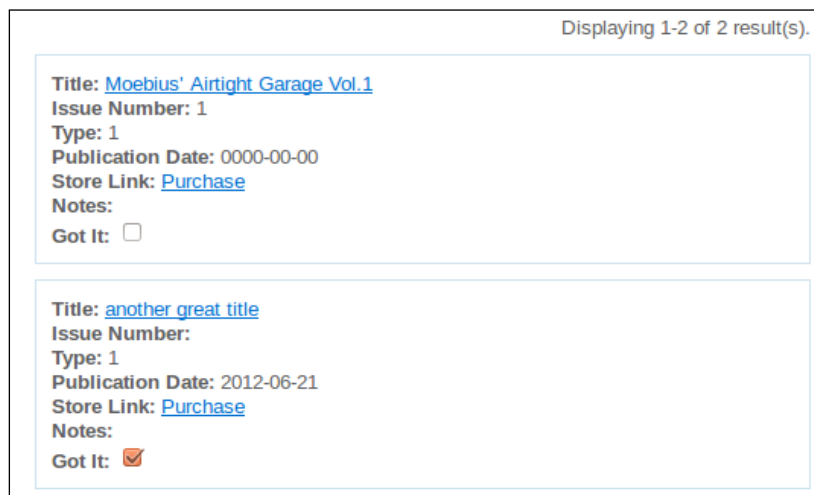 Displaying 1-2 of 2 result(s).
Title: Moebius' Airtight Garage Vol.1
Issue Number: 1
Type: 1
Publication Date: 0000-00-00
Store Link: Purchase
Notes:
Got It:
Title: another great title
Issue Number:
Type: 1
Publication Date: 2012-06-21
Store Link: Purchase
Notes:
Got It: